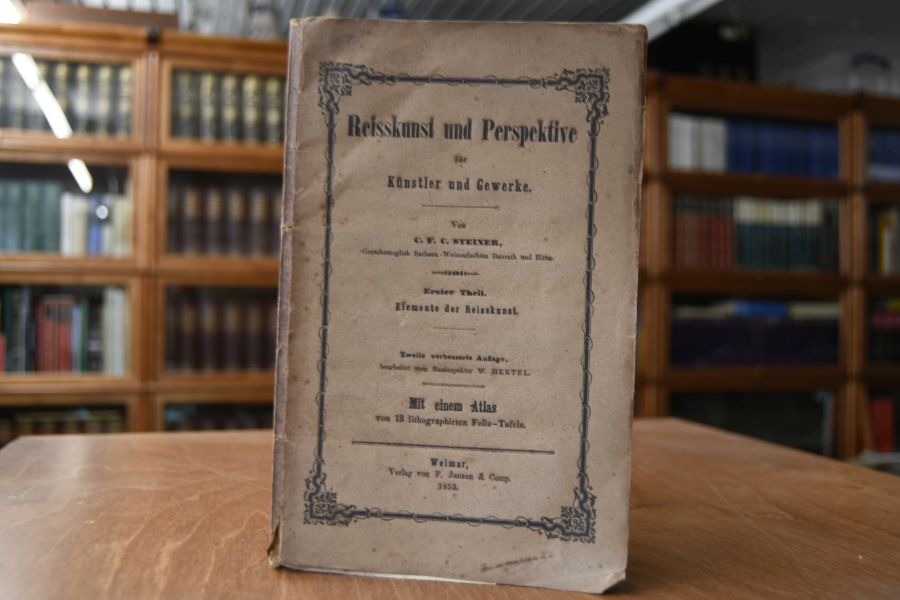 Reisskunst und Perspektive
für
Künstler und Gewerke.
Von
C. F. C. STEINER,
Grossherzoglich Sachsen-Weimarischem Baurath und Ritter.
Erster Theil.
Elemente der Reisskunst.
Zweite verbesserte Auflage,
bearbeitet vom Bauinspektor W. HERTEL.
Mit einem Atlas
von 13 lithographirten Folio-Tafeln.
Weimar,
Verlag von F. Jansen & Comp.
1853.